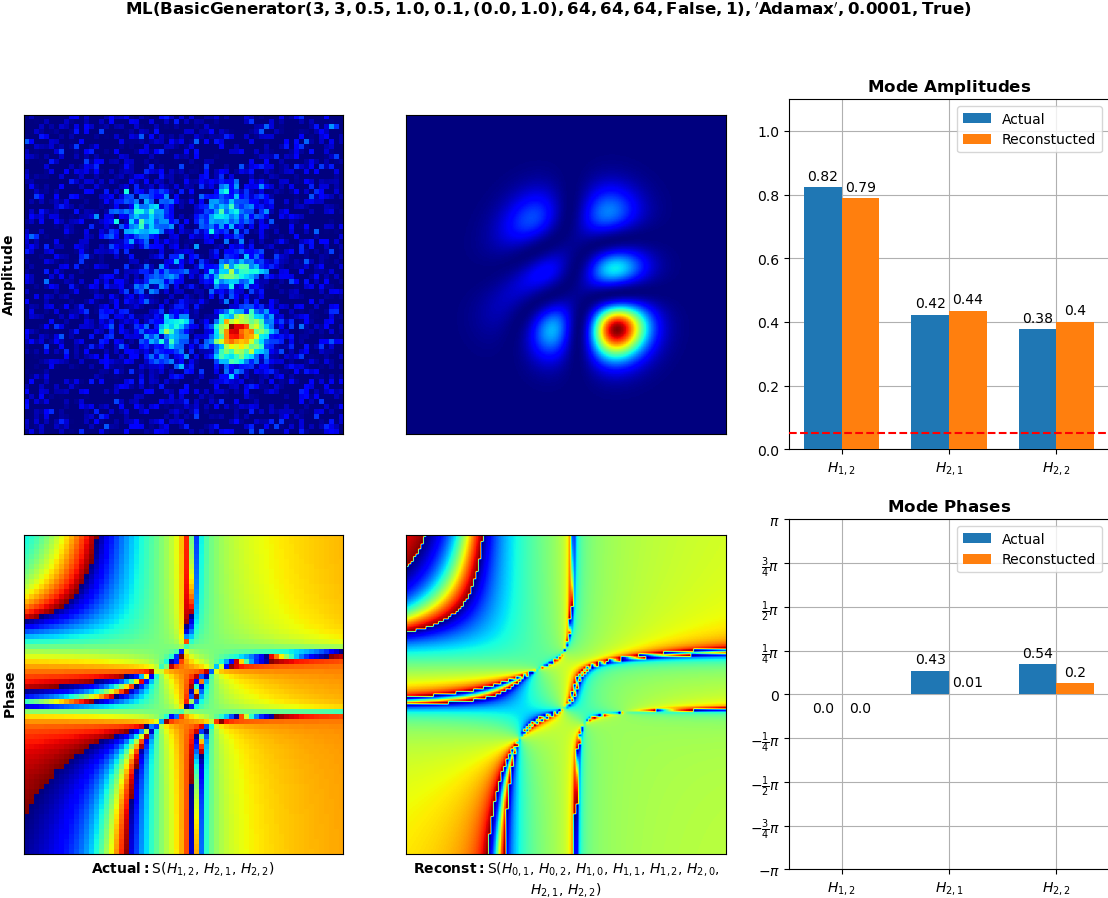 ML(BasicGenerator(3, 3, 0.5, 1.0, 0.1, (0.0, 1.0), 64, 64, 64, False, 1), ′Adamax′, 0.0001, True)
Amplitude
Mode Amplitudes
Actual
Reconstucted
1.0
0.8
0.6
0.4
0.2
0.0
0.82
0.79
0.42
0.44
0.38
0.4
H1,2
H2,1
H2,2
Phase
Actual: S(H1,2, H2,1, H2,2)
Reconst: S(H0,1, H0,2, H1,0, H1,1, H1,2, H2,0,
H2,1, H2,2)
Mode Phases
Actual
Reconstucted
π
3/4π
1/2π
1/4π
0
−1/4π
−1/2π
−3/4π
−π
0.0
0.0
0.43
0.01
0.54
0.2
H1,2
H2,1
H2,2